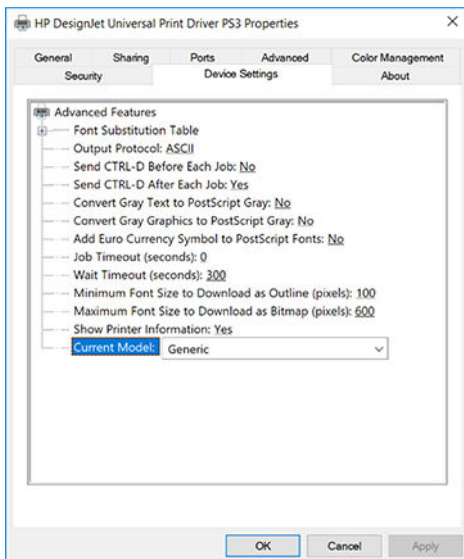 HP DesignJet Universal Print Driver PS3 Properties
General Sharing Ports Advanced Color Management
Security Device Settings About
Advanced Features
Font Substitution Table
Output Protocol: ASCII
Send CTRL-D Before Each Job: No
Send CTRL-D After Each Job: Yes
Convert Gray Text to PostScript Gray: No
Convert Gray Graphics to PostScript Gray: No
Add Euro Currency Symbol to PostScript Fonts: No
Job Timeout (seconds): 0
Wait Timeout (seconds): 300
Minimum Font Size to Download as Outline (pixels): 100
Maximum Font Size to Download as Bitmap (pixels): 600
Show Printer Information: Yes
Current Model: Generic
OK Cancel Apply